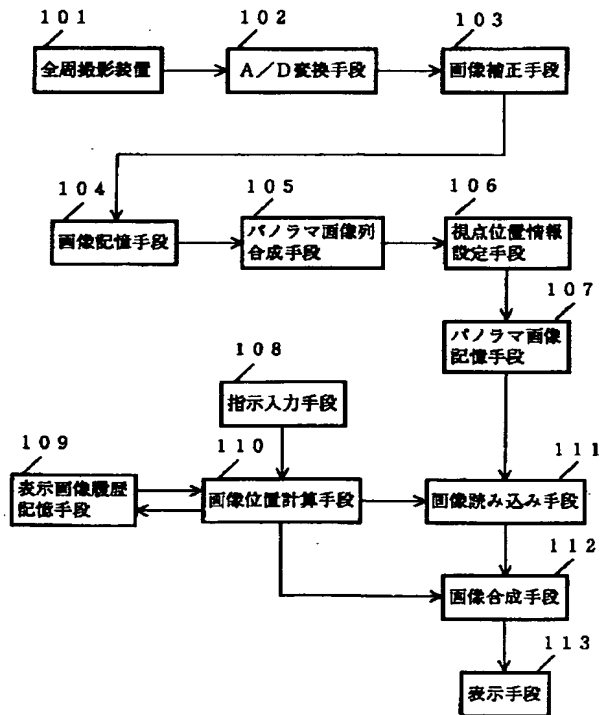 １０１
全周撮影装置
１０２
Ａ／Ｄ変換手段
１０３
画像補正手段
１０４
画像記憶手段
１０５
パノラマ画像列
合成手段
１０６
視点位置情報
設定手段
１０７
パノラマ画像
記憶手段
１０８
指示入力手段
１０９
表示画像履歴
記憶手段
１１０
画像位置計算手段
１１１
画像読み込み手段
１１２
画像合成手段
１１３
表示手段